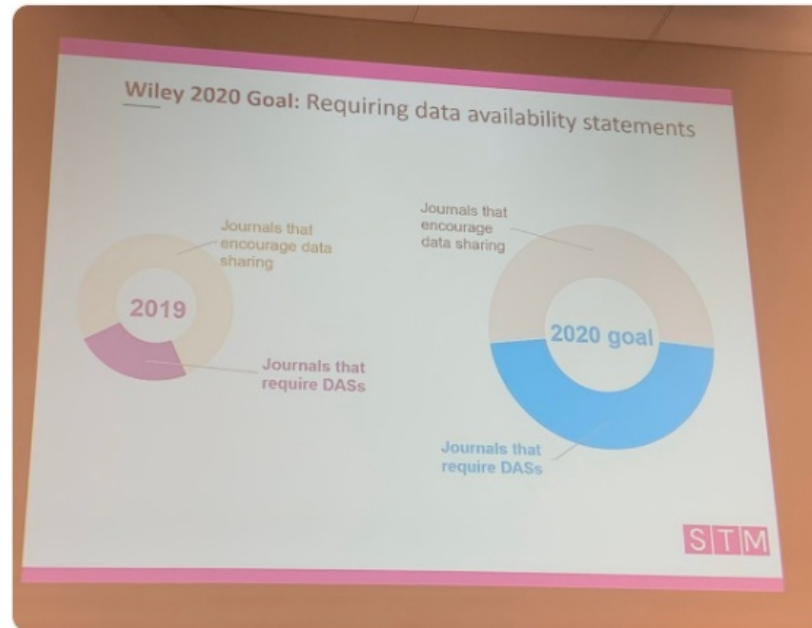 Wiley 2020 Goal: Requiring data availability statements
Journals that
encourage data
sharing
2019
Journals that
require DASs
Journals that
encourage
data sharing
2020 goal
Journals that
require DASs
STM